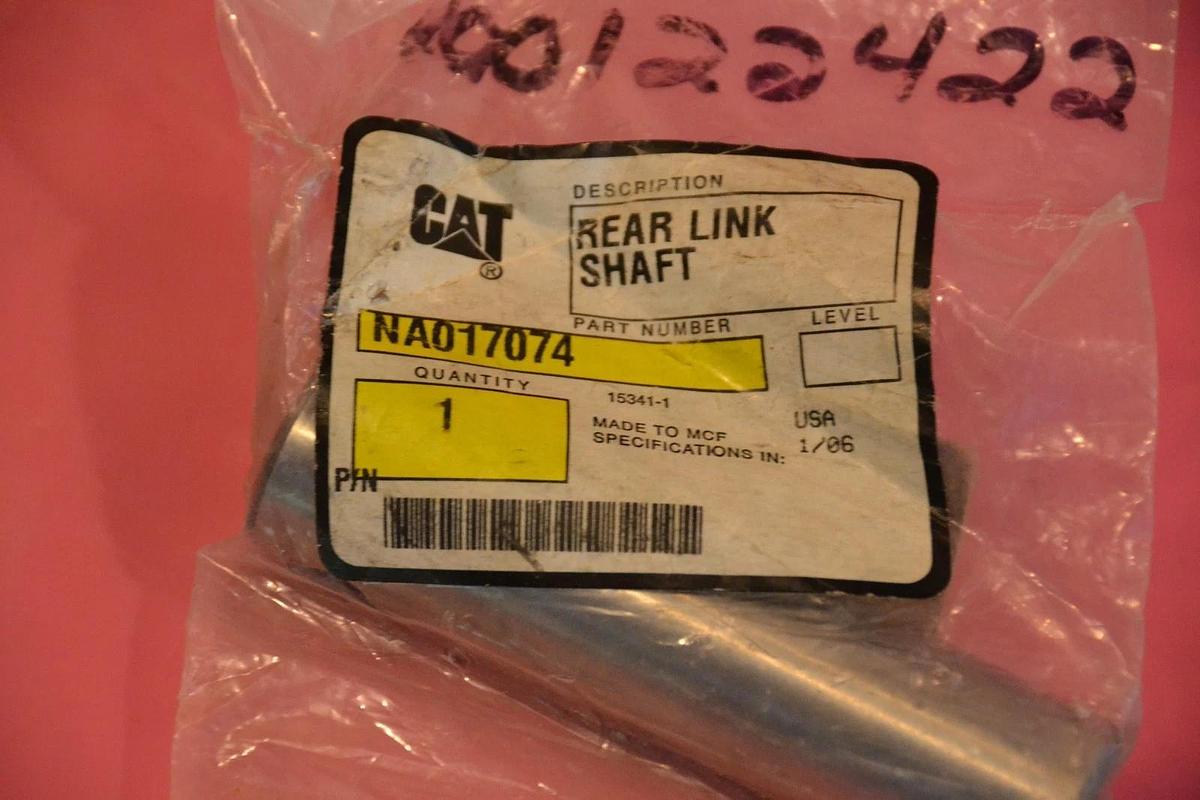 00122422
CAT
®
DESCRIPTION
REAR LINK
SHAFT
PART NUMBER
NA017074
LEVEL
QUANTITY
1
15341-1
MADE TO MCF
SPECIFICATIONS IN:
USA
1/06
P/N